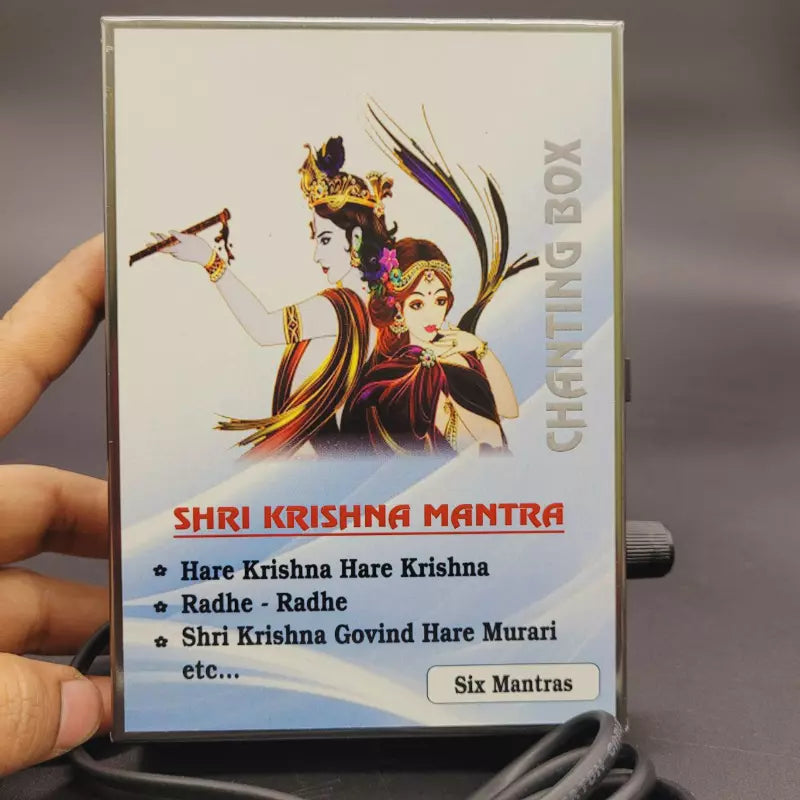 CHANTING BOX
SHRI KRISHNA MANTRA
Hare Krishna Hare Krishna
Radhe - Radhe
Shri Krishna Govind Hare Murari
etc...
Six Mantras